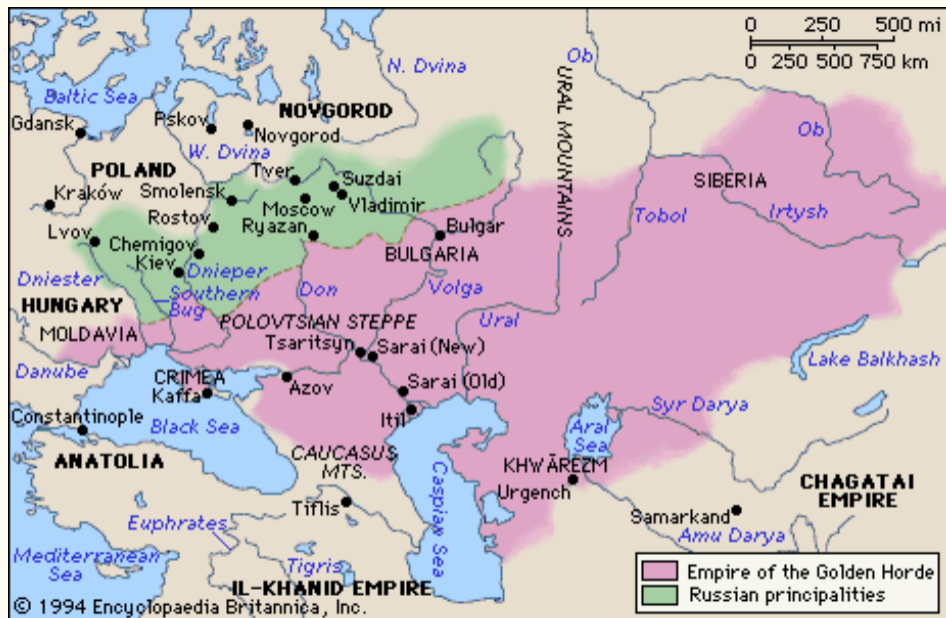 0 250 500 mi
0 250 500 750 km
Ob
N. Dvina
URAL MOUNTAINS
Baltic Sea
NOVGOROD
Gdansk
Pskov
Novgorod
Ob
W. Dvina
POLAND
Tver
Suzdai
SIBERIA
Kraków
Smolensk
Moscow
Vladimir
Irtysh
Rostov
Tobol
Lvov
Ryazan
Bulgar
Chemigov
BULGARIA
Kiev
Dnieper
Dniester
Southern
Bug
Don
Volga
HUNGARY
Ural
MOLDAVIA
POLOVTSIAN STEPPE
Tsaritsyn
Sarai (New)
Lake Balkhash
Danube
CRIMEA
Kaffa
Azov
Sarai (Old)
Syr Darya
Constantinople
Itil
Black Sea
Aral
Sea
ANATOLIA
CAUCASUS
MTS.
KHWĀREZM
Urgench
CHAGATAI
EMPIRE
Caspian Sea
Tiflis
Samarkand
Euphrates
Amu Darya
Mediterranean
Sea
Tigris
IL-KHANID EMPIRE
Empire of the Golden Horde
Russian principalities
© 1994 Encyclopaedia Britannica, Inc.